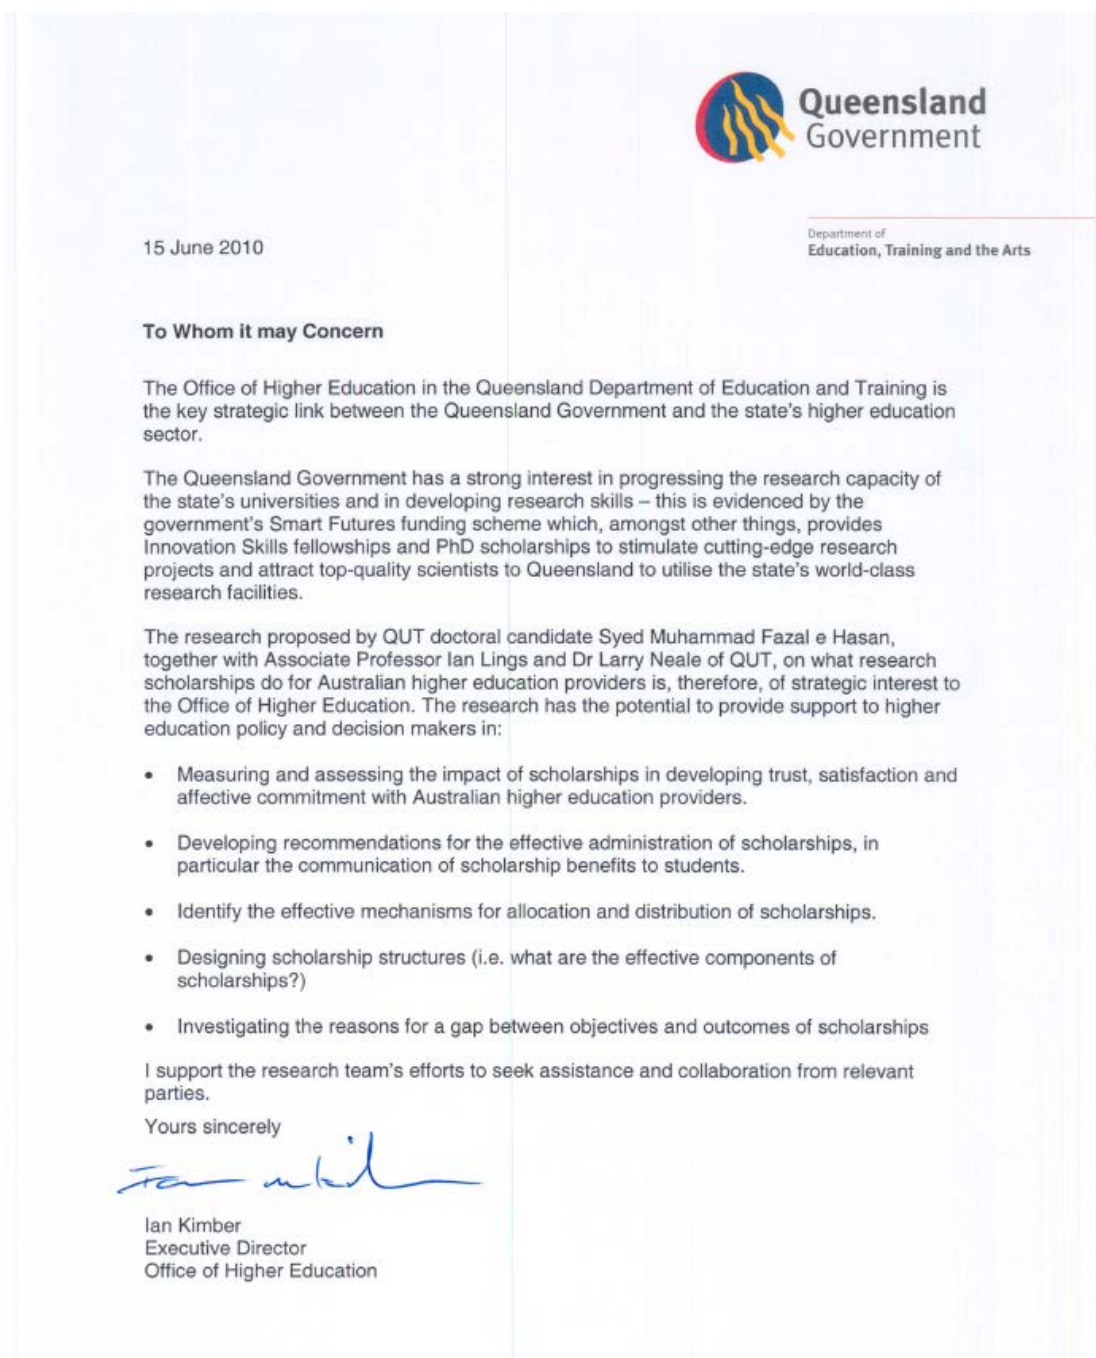 Queensland
Government
Department of
Education, Training and the Arts
15 June 2010
To Whom it may Concern
The Office of Higher Education in the Queensland Department of Education and Training is
the key strategic link between the Queensland Government and the state's higher education
sector.
The Queensland Government has a strong interest in progressing the research capacity of
the state's universities and in developing research skills – this is evidenced by the
government's Smart Futures funding scheme which, amongst other things, provides
Innovation Skills fellowships and PhD scholarships to stimulate cutting-edge research
projects and attract top-quality scientists to Queensland to utilise the state's world-class
research facilities.
The research proposed by QUT doctoral candidate Syed Muhammad Fazal e Hasan,
together with Associate Professor Ian Lings and Dr Larry Neale of QUT, on what research
scholarships do for Australian higher education providers is, therefore, of strategic interest to
the Office of Higher Education. The research has the potential to provide support to higher
education policy and decision makers in:
• Measuring and assessing the impact of scholarships in developing trust, satisfaction and
affective commitment with Australian higher education providers.
• Developing recommendations for the effective administration of scholarships, in
particular the communication of scholarship benefits to students.
• Identify the effective mechanisms for allocation and distribution of scholarships.
• Designing scholarship structures (i.e. what are the effective components of
scholarships?)
• Investigating the reasons for a gap between objectives and outcomes of scholarships
I support the research team's efforts to seek assistance and collaboration from relevant
parties.
Yours sincerely
Ian Kimber
Executive Director
Office of Higher Education